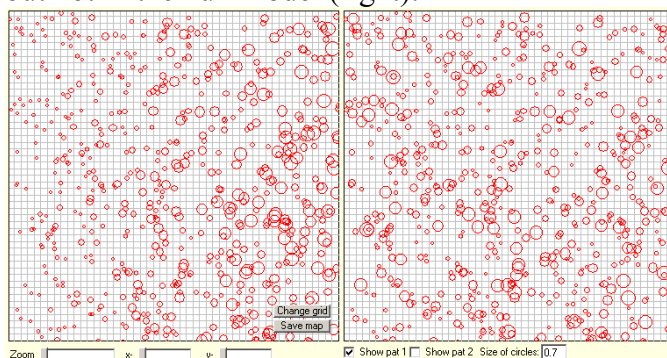 Change grid
Save map
Zoom x- y-
Show pat 1 Show pat 2 Size of circles: 0.7